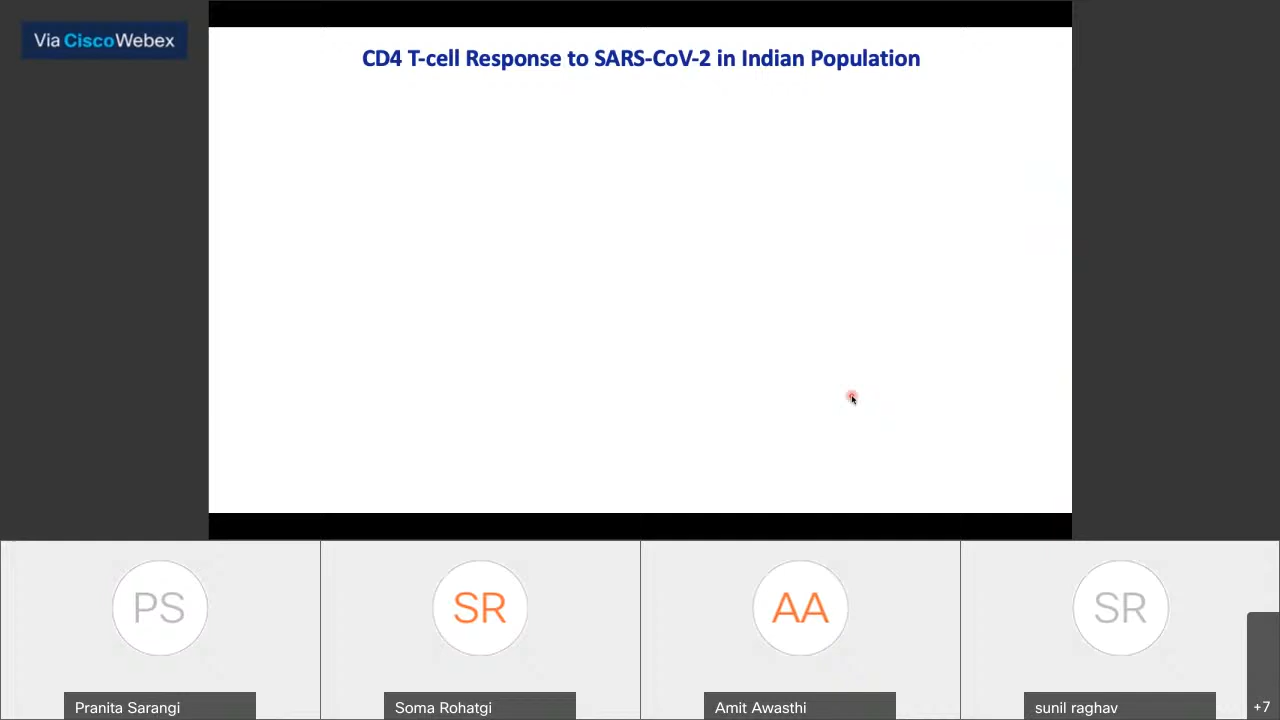 Via CiscoWebex
CD4 T-cell Response to SARS-CoV-2 in Indian Population
PS
SR
AA
SR
Pranita Sarangi
Soma Rohatgi
Amit Awasthi
sunil raghav
+7